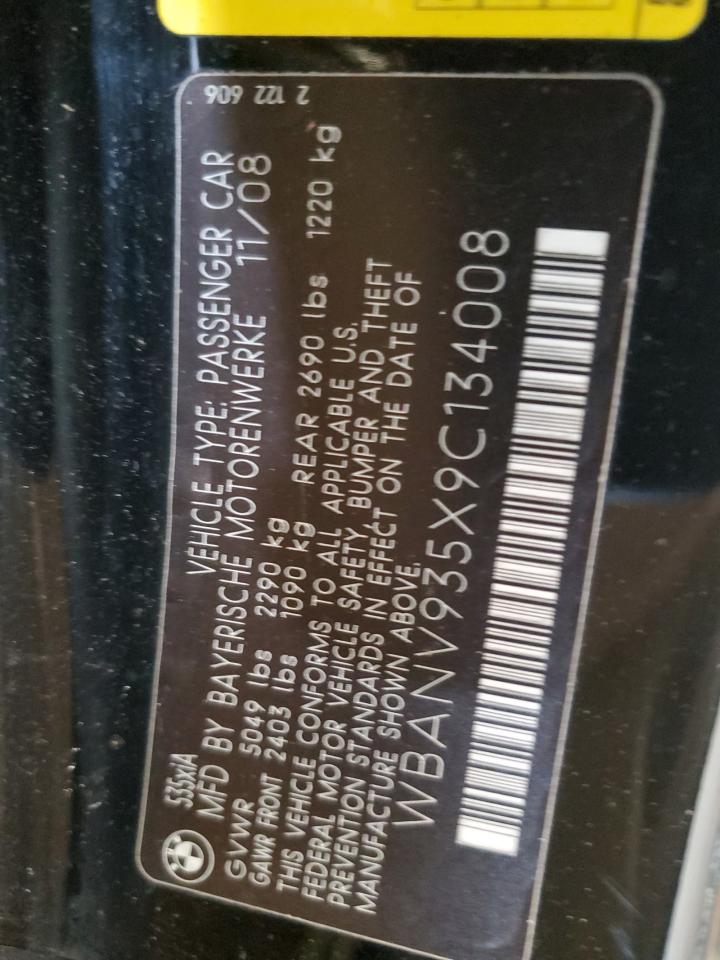 2 122 606
535xiA VEHICLE TYPE: PASSENGER CAR
MFD BY BAYERISCHE MOTORENWERKE 11/08
GVWR 5049 lbs 2290 kg
GAWR FRONT 2403 lbs 1090 kg REAR 2690 lbs 1220 kg
THIS VEHICLE CONFORMS TO ALL APPLICABLE U.S.
FEDERAL MOTOR VEHICLE SAFETY, BUMPER AND THEFT
PREVENTION STANDARDS IN EFFECT ON THE DATE OF
MANUFACTURE SHOWN ABOVE.
WBANV935X9C134008